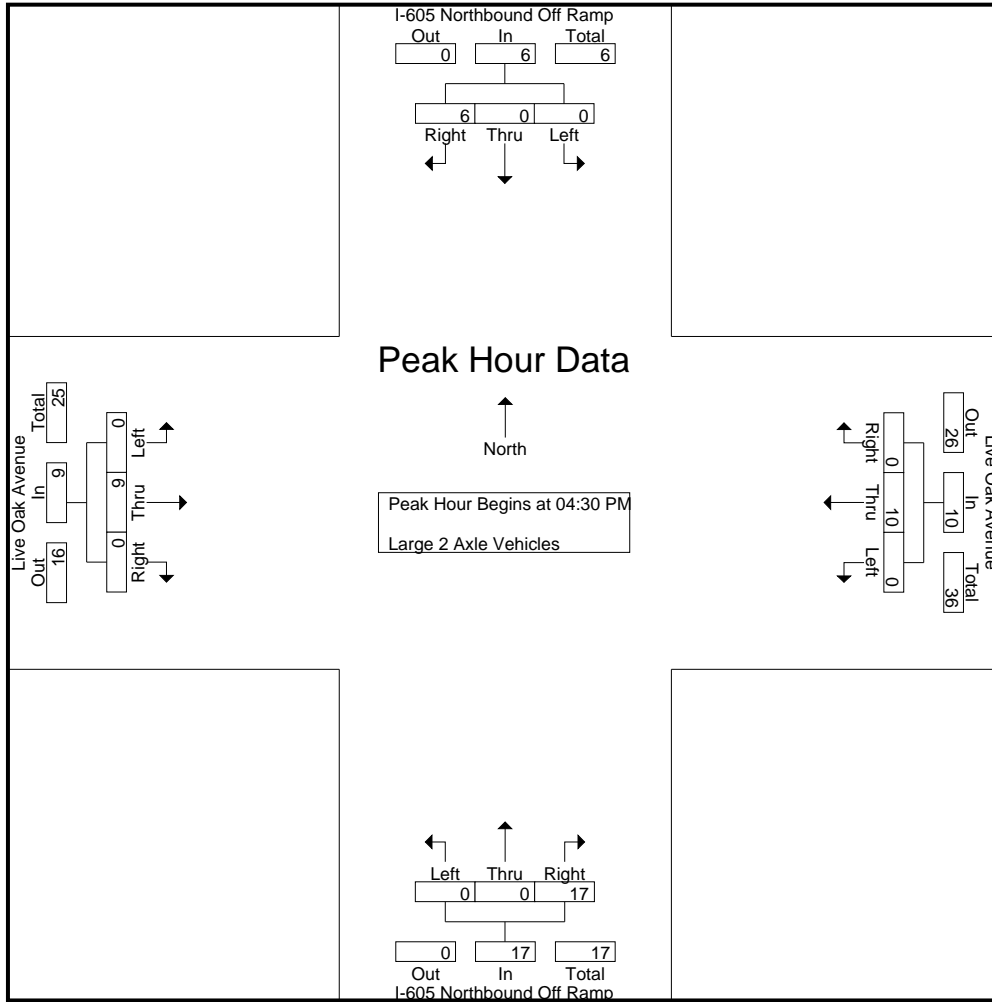 I-605 Northbound Off Ramp
Out In Total
0 6 6
6 0 0
Right Thru Left
Peak Hour Data
North
Peak Hour Begins at 04:30 PM
Large 2 Axle Vehicles
Live Oak Avenue
Out In Total
16 9 25
0 9 0
Right Thru Left
Live Oak Avenue
Out In Total
26 10 36
0 10 0
Right Thru Left
Left Thru Right
0 0 17
0 17 17
Out In Total
I-605 Northbound Off Ramp